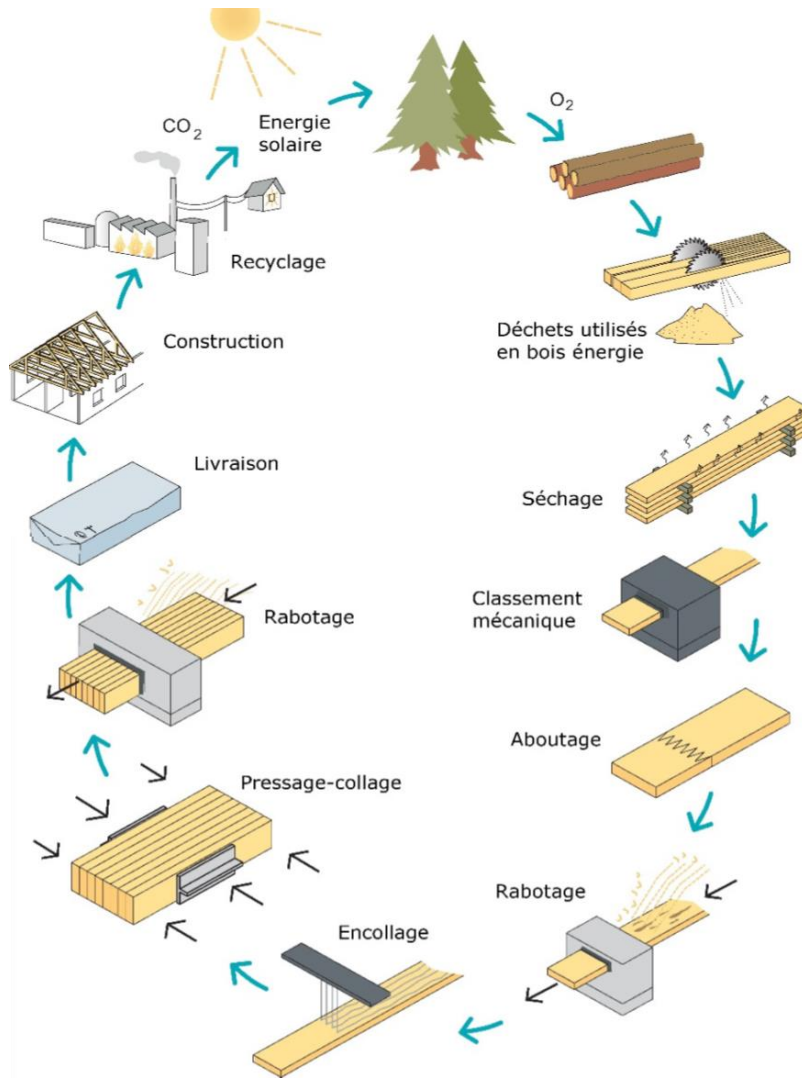 CO2
Energie
solaire
O2
Recyclage
Déchets utilisés
en bois énergie
Construction
Livraison
Séchage
Classement
mécanique
Rabotage
Aboutage
Pressage-collage
Rabotage
Encollage